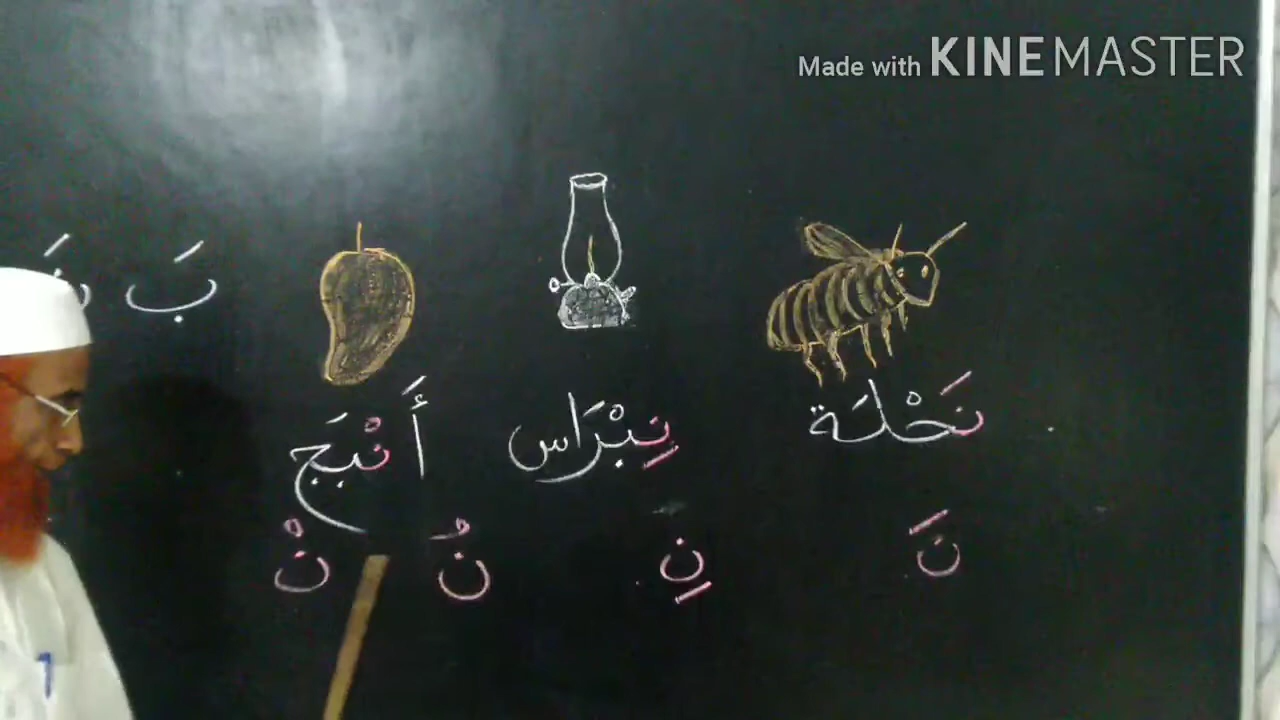 Made with KINEMASTER
بَ
نَحْلَة نِبْرَاس أَنْبَج
نَ نِ نُ نْ